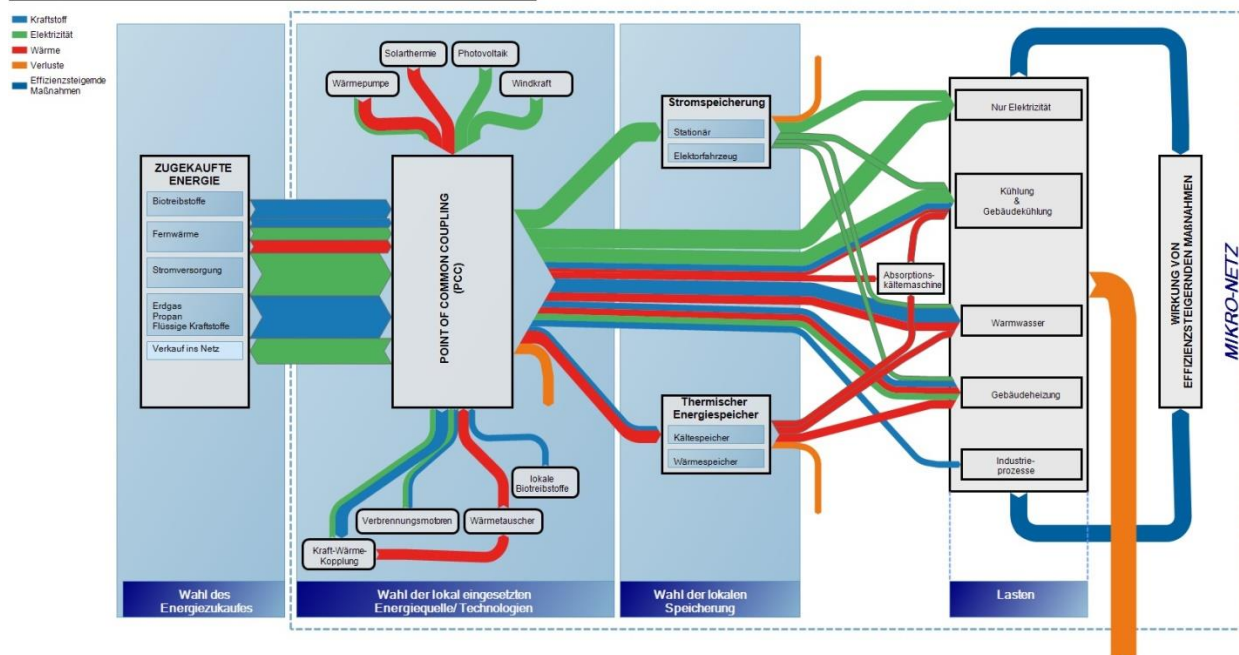 Kraftstoff
Elektrizität
Wärme
Verluste
Effizienzsteigernde
Maßnahmen
ZUGEKAUFTE
ENERGIE
Biotreibstoffe
Fernwärme
Stromversorgung
Erdgas
Propan
Flüssige Kraftstoffe
Verkauf ins Netz
Wahl des
Energiezukaufes
Solarthermie
Photovoltaik
Wärmepumpe
Windkraft
POINT OF COMMON COUPLING
(PCC)
lokale
Biotreibstoffe
Verbrennungsmotoren
Wärmetauscher
Kraft-Wärme-
Kopplung
Wahl der lokal eingesetzten
Energiequelle/ Technologien
Stromspeicherung
Stationär
Elektorfahrzeug
Thermischer
Energiespeicher
Kältespeicher
Wärmespeicher
Wahl der lokalen
Speicherung
Absorptions-
kältemaschine
Nur Elektrizität
Kühlung
&
Gebäudekühlung
Warmwasser
Gebäudeheizung
Industrie-
prozesse
Lasten
WIRKUNG VON
EFFIZIENZSTEIGERNDEN MAßNAHMEN
MIKRO-NETZ